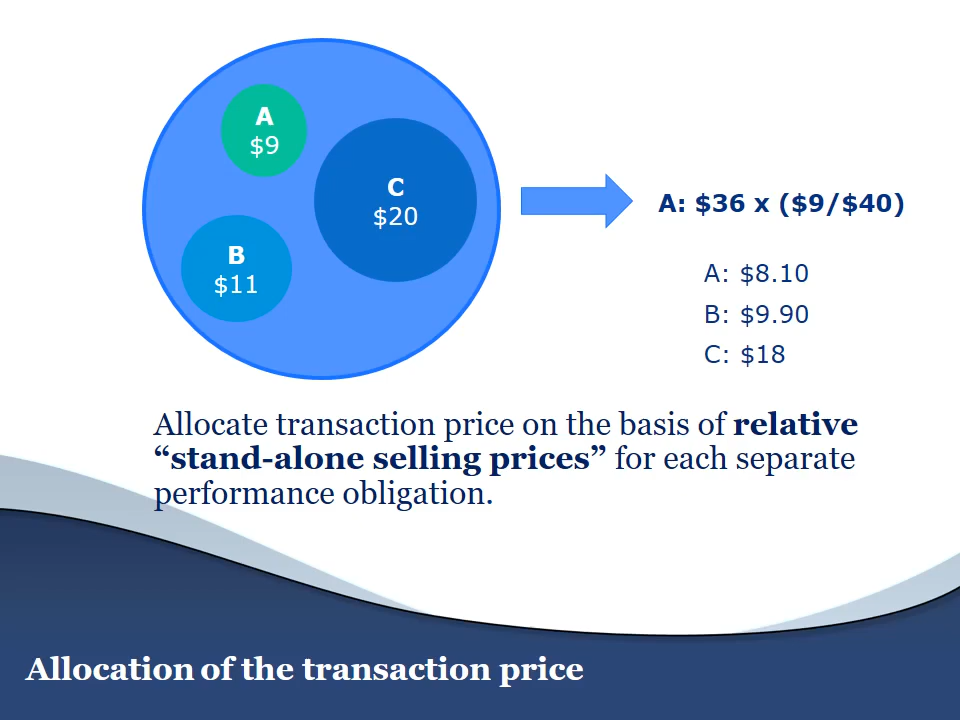 A
$9
C
$20
B
$11
A: $36 x ($9/$40)
A: $8.10
B: $9.90
C: $18
Allocate transaction price on the basis of relative
“stand-alone selling prices” for each separate
performance obligation.
Allocation of the transaction price